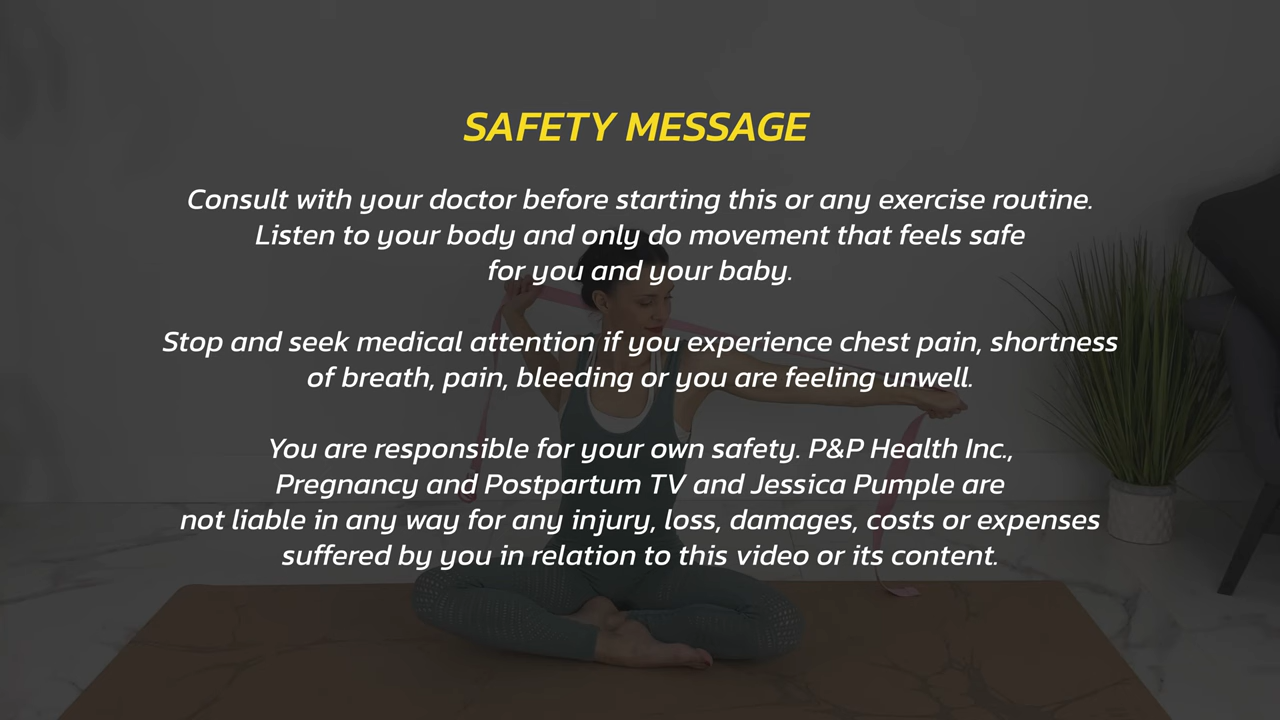 SAFETY MESSAGE
Consult with your doctor before starting this or any exercise routine.
Listen to your body and only do movement that feels safe
for you and your baby.
Stop and seek medical attention if you experience chest pain, shortness
of breath, pain, bleeding or you are feeling unwell.
You are responsible for your own safety. P&P Health Inc.,
Pregnancy and Postpartum TV and Jessica Pumple are
not liable in any way for any injury, loss, damages, costs or expenses
suffered by you in relation to this video or its content.